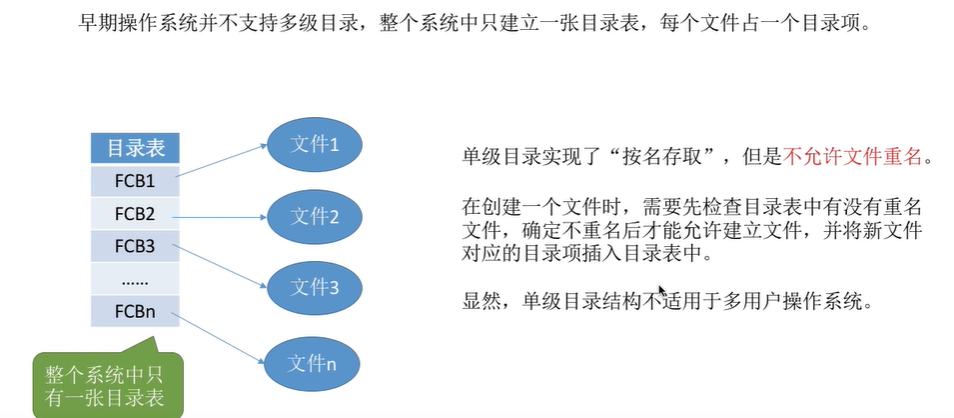 早期操作系统并不支持多级目录，整个系统中只建立一张目录表，每个文件占一个目录项。
目录表
FCB1
FCB2
FCB3
......
FCBn
文件1
文件2
文件3
文件n
整个系统中只
有一张目录表
单级目录实现了“按名存取”，但是不允许文件重名。
在创建一个文件时，需要先检查目录表中有没有重名
文件，确定不重名后才能允许建立文件，并将新文件
对应的目录项插入目录表中。
显然，单级目录结构不适用于多用户操作系统。